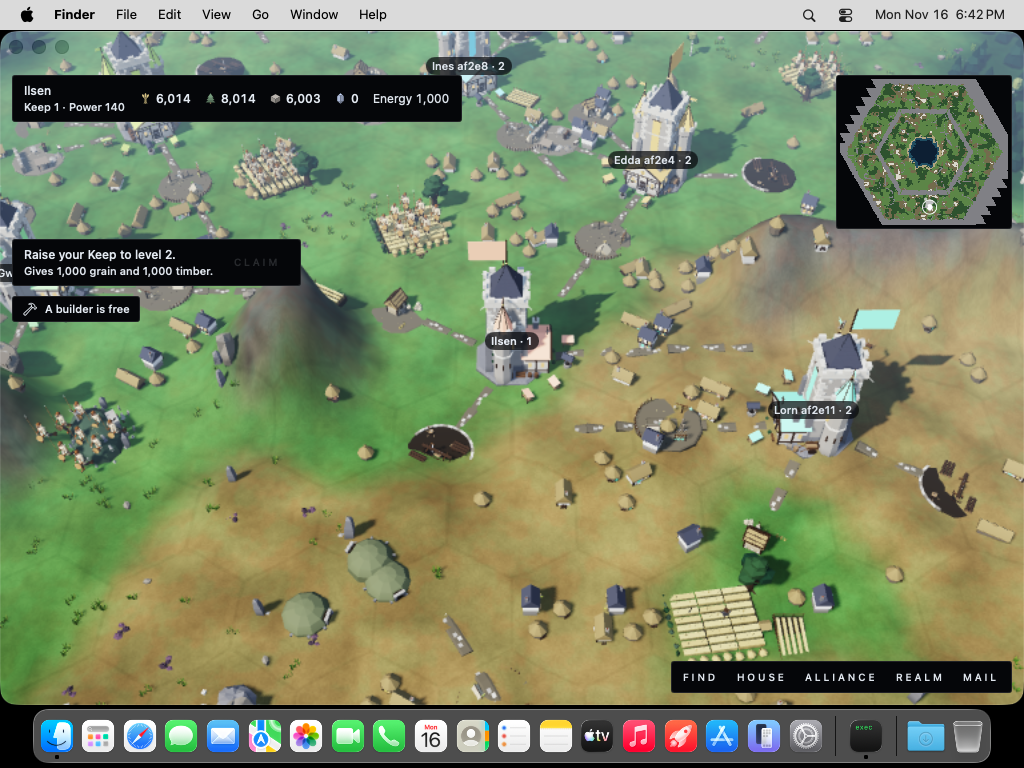 Finder File Edit View Go Window Help Mon Nov 16 6:42 PM
Ines af2e8 · 2
Ilsen
Keep 1 · Power 140
6,014 8,014 6,003 0 Energy 1,000
Edda af2e4 · 2
Raise your Keep to level 2.
Gives 1,000 grain and 1,000 timber.
CLAIM
Gw
A builder is free
Ilsen · 1
Lorn af2e11 · 2
FIND HOUSE ALLIANCE REALM MAIL
Mon
16
tv
exec